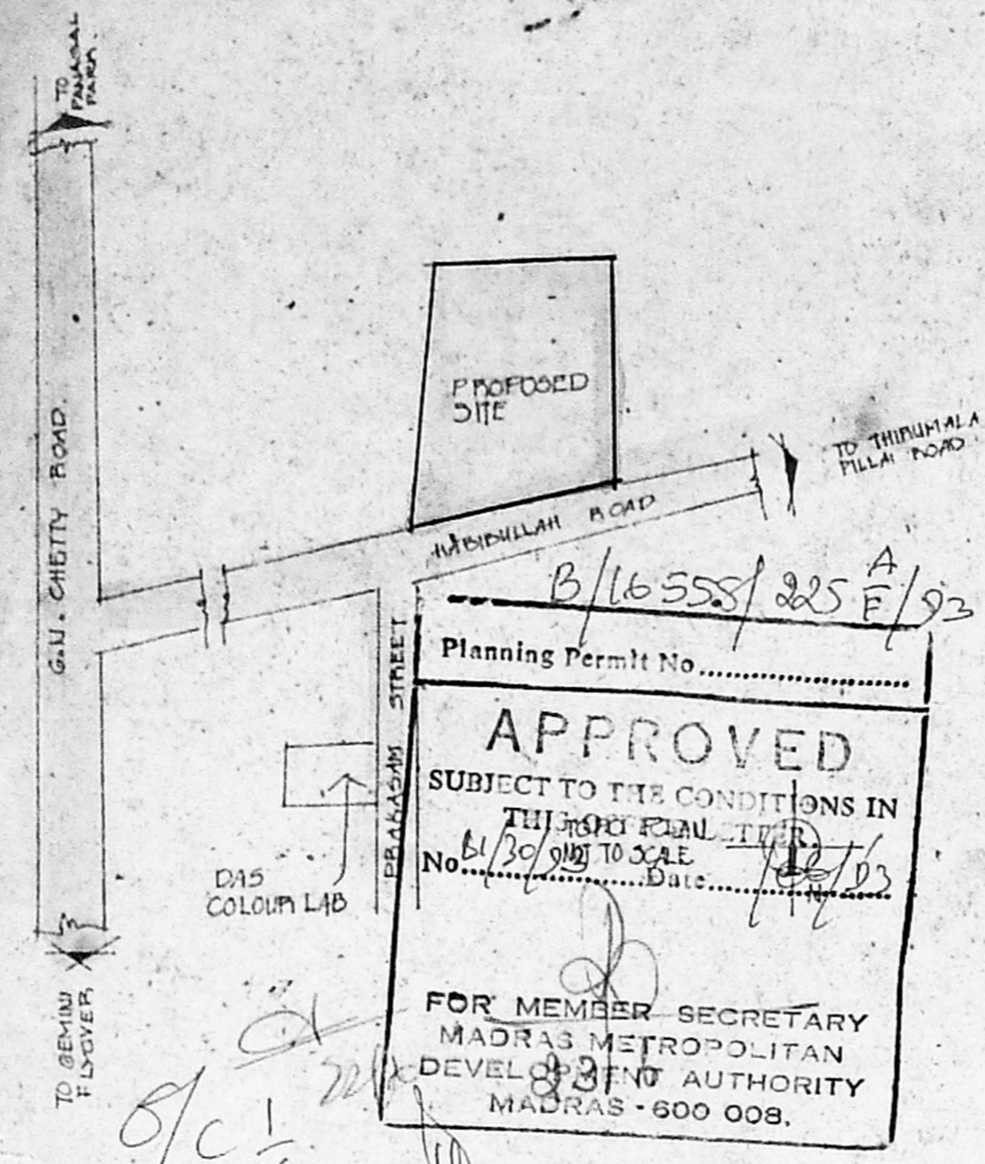 TO
PANAGAL
PARK.
G.N. CHETTY ROAD.
PROPOSED
SITE
TO THIRUMALA
PILLAI ROAD
HABIBULLAH ROAD
PRAKASAM STREET
DAS
COLOUR LAB
TO GEMINI
FLYOVER
Planning Permit No
APPROVED
SUBJECT TO THE CONDITIONS IN
THIS OFFICE LETTER.
TOPO PLAN
NOT TO SCALE
No Date
N
FOR MEMBER SECRETARY
MADRAS METROPOLITAN
DEVELOPMENT AUTHORITY
MADRAS - 600 008.